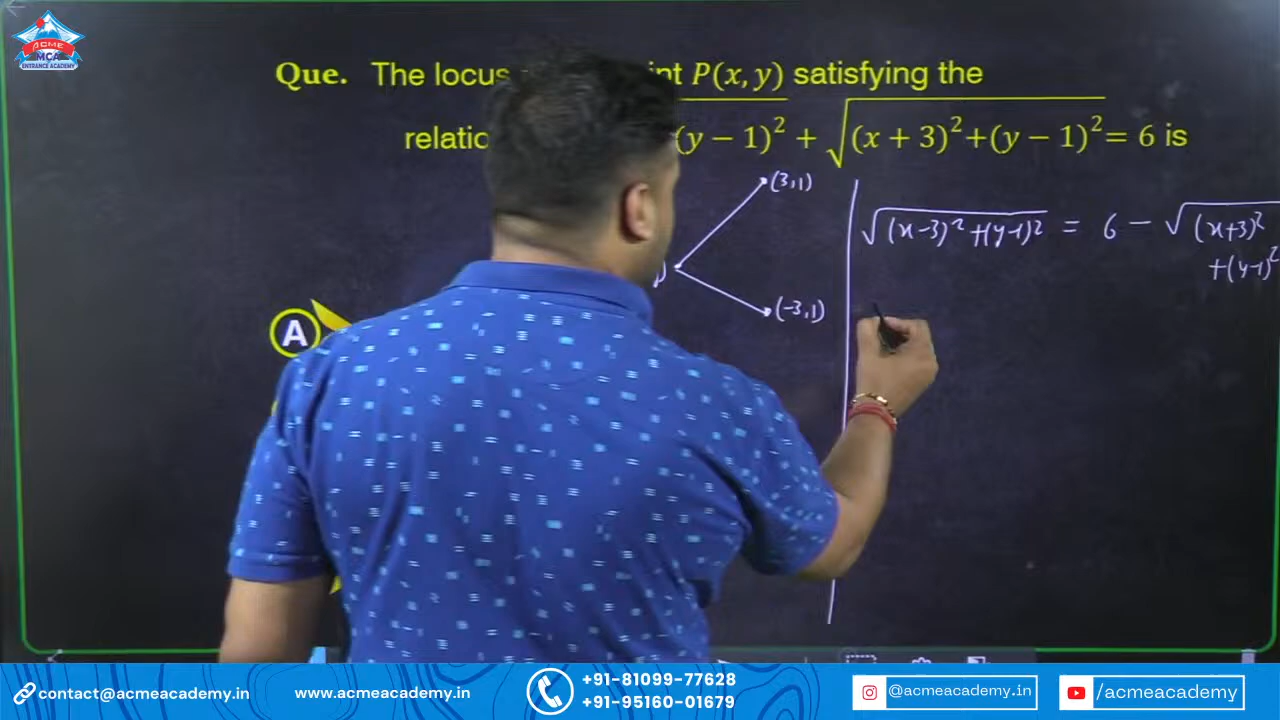 ACME
MCA
ENTRANCE ACADEMY
Que. The locus P(x, y) satisfying the
(y − 1)² + √(x + 3)²+(y − 1)² = 6 is
(3,1)
(-3,1)
√(x-3)²+(y-1)² = 6 - √(x+3)²
+(y-1)²
A
contact@acmeacademy.in
www.acmeacademy.in
+91-81099-77628
+91-95160-01679
@acmeacademy.in
/acmeacademy